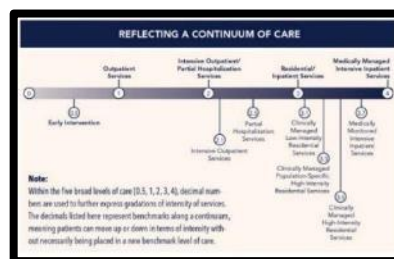 REFLECTING A CONTINUUM OF CARE
Outpatient
Services
Intensive Outpatient/
Partial Hospitalization
Services
Residential/
Inpatient Services
Medically Managed
Intensive Inpatient
Services
0
1
2
3
4
Early Intervention
Intensive Outpatient
Services
Partial
Hospitalization
Services
Clinically
Managed
Low-Intensity
Residential
Services
Clinically Managed
Population-Specific
High-Intensity
Residential Services
Clinically
Managed
High-Intensity
Residential
Services
Medically
Monitored
Intensive
Inpatient
Services
Note:
Within the five broad levels of care (0.5, 1, 2, 3, 4), decimal num-
bers are used to further express gradations of intensity of services.
The decimals listed here represent benchmarks along a continuum,
meaning patients can move up or down in terms of intensity with-
out necessarily being placed in a new benchmark level of care.